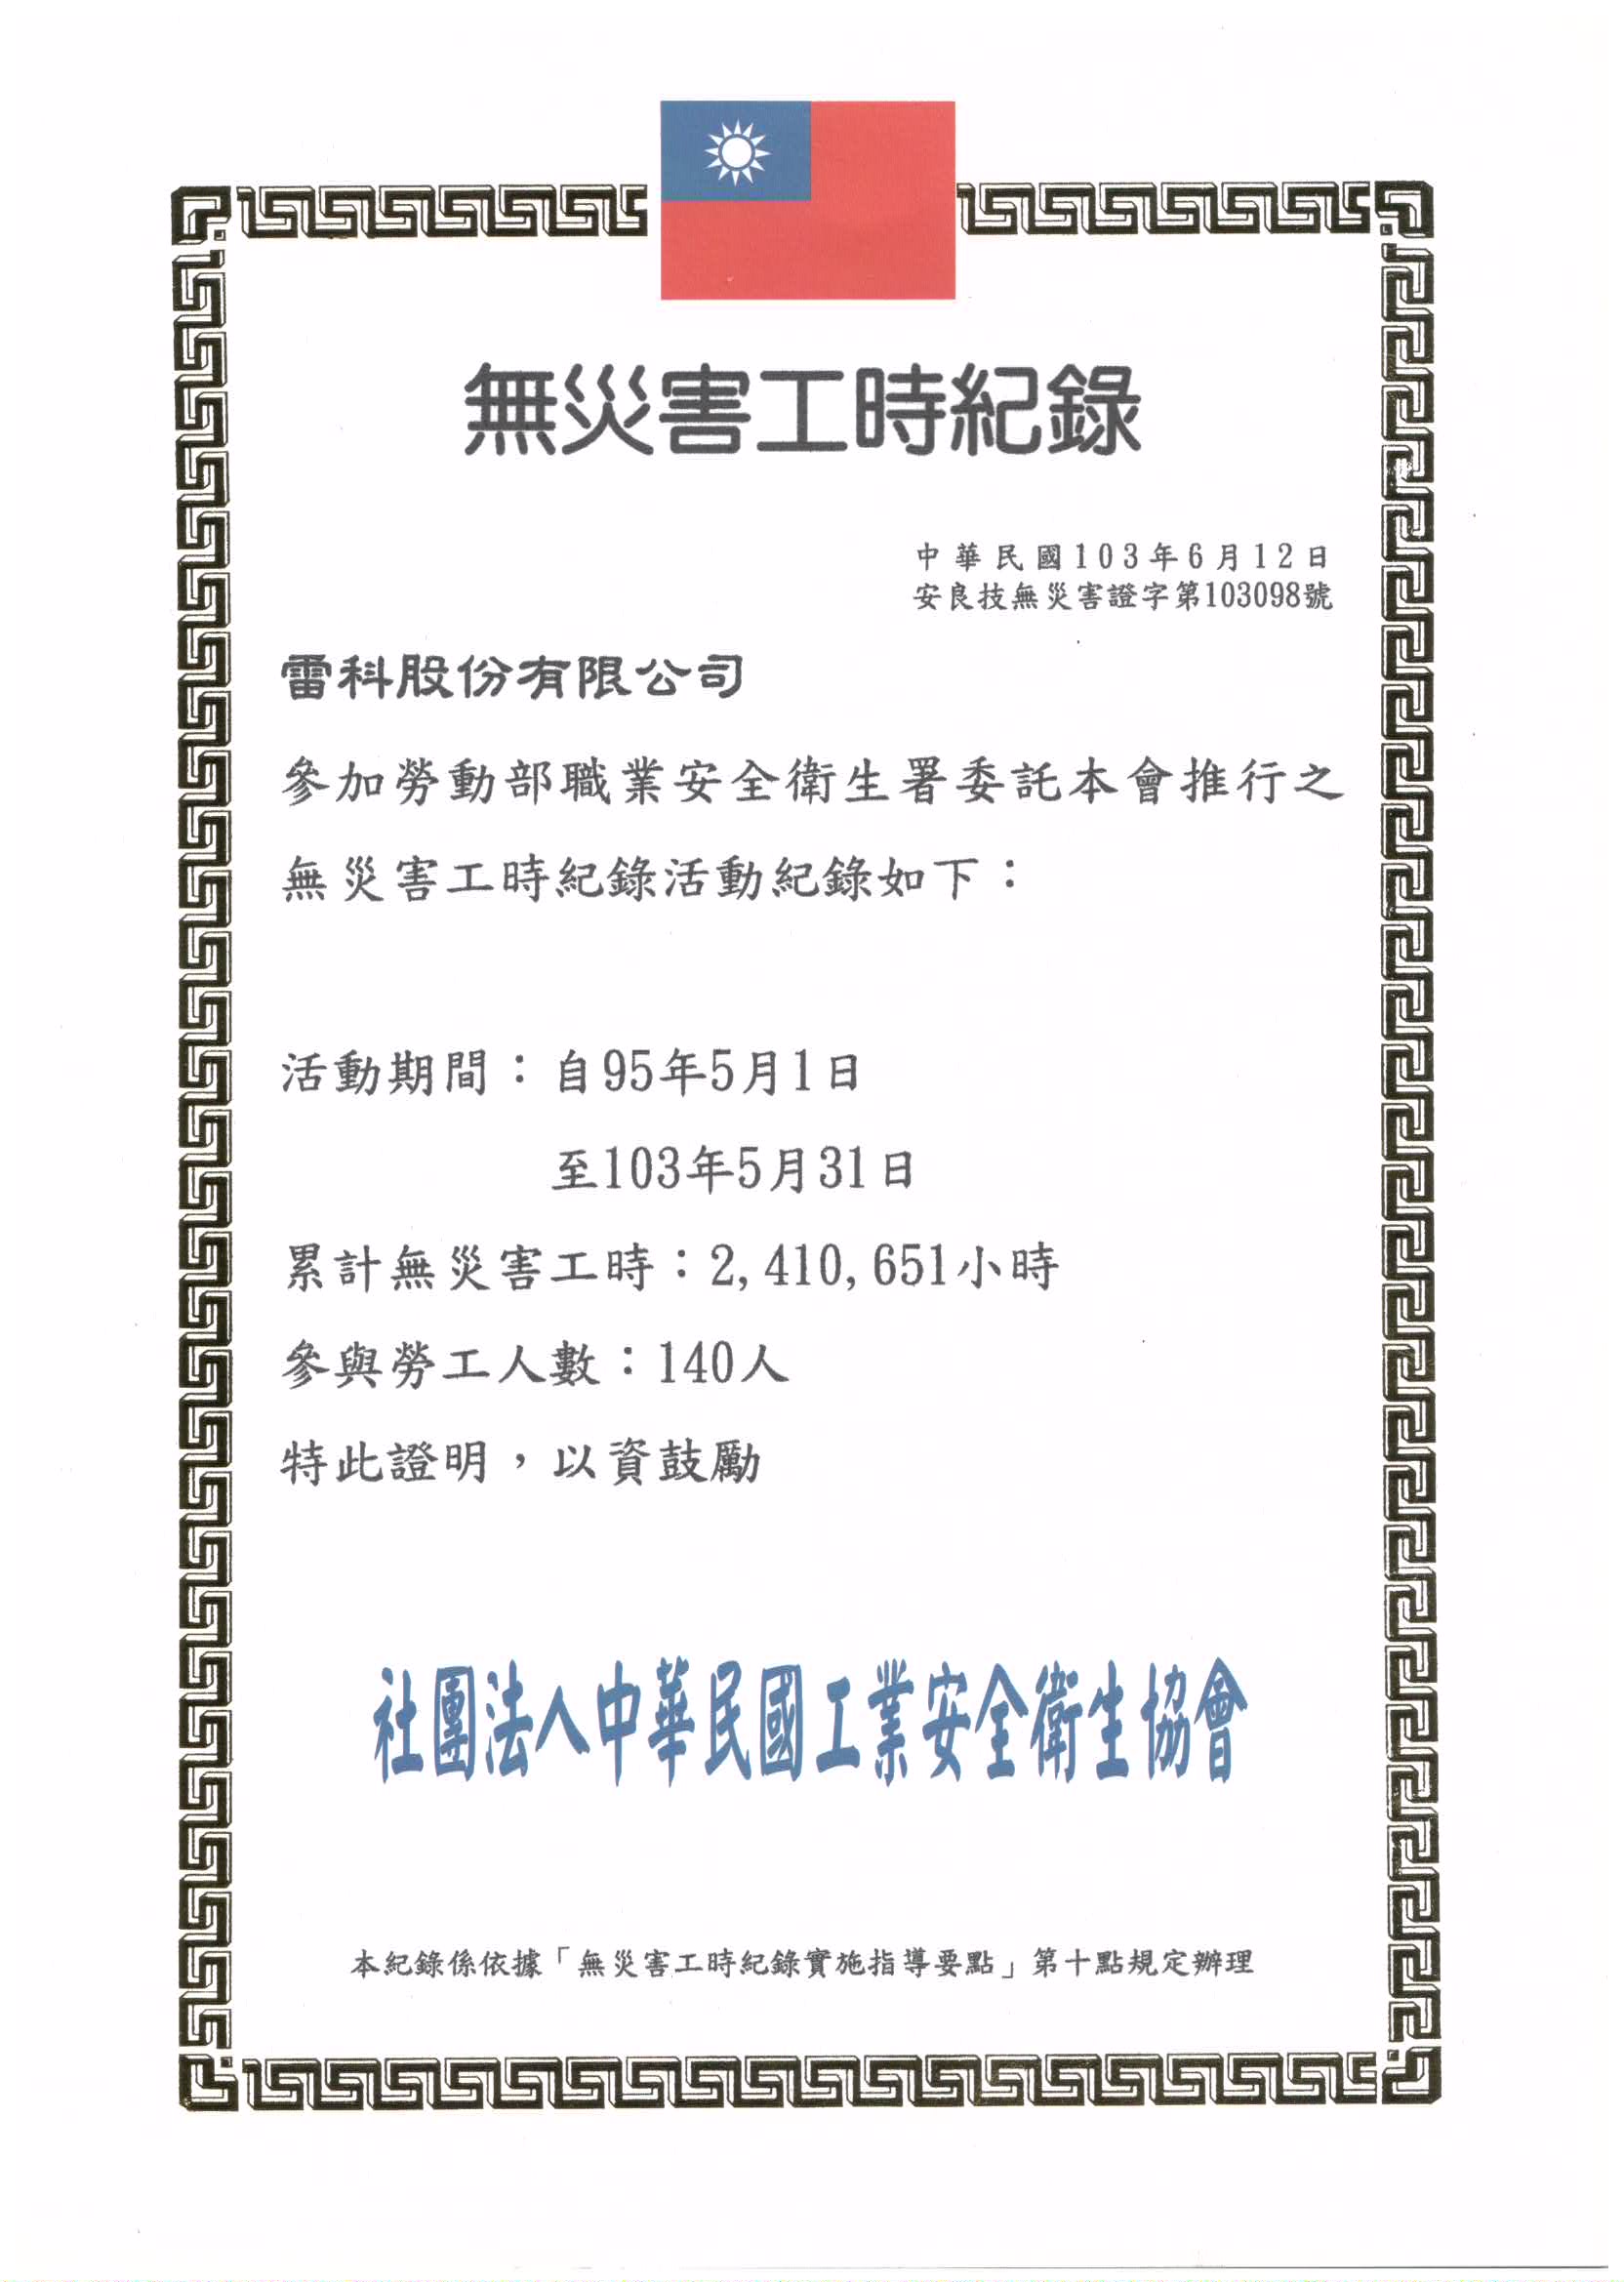 無災害工時紀錄
中華民國103年6月12日
安良技無災害證字第103098號
雷科股份有限公司
參加勞動部職業安全衛生署委託本會推行之
無災害工時紀錄活動紀錄如下：
活動期間：自95年5月1日
至103年5月31日
累計無災害工時：2,410,651小時
參與勞工人數：140人
特此證明，以資鼓勵
社團法人中華民國工業安全衛生協會
本紀錄係依據「無災害工時紀錄實施指導要點」第十點規定辦理